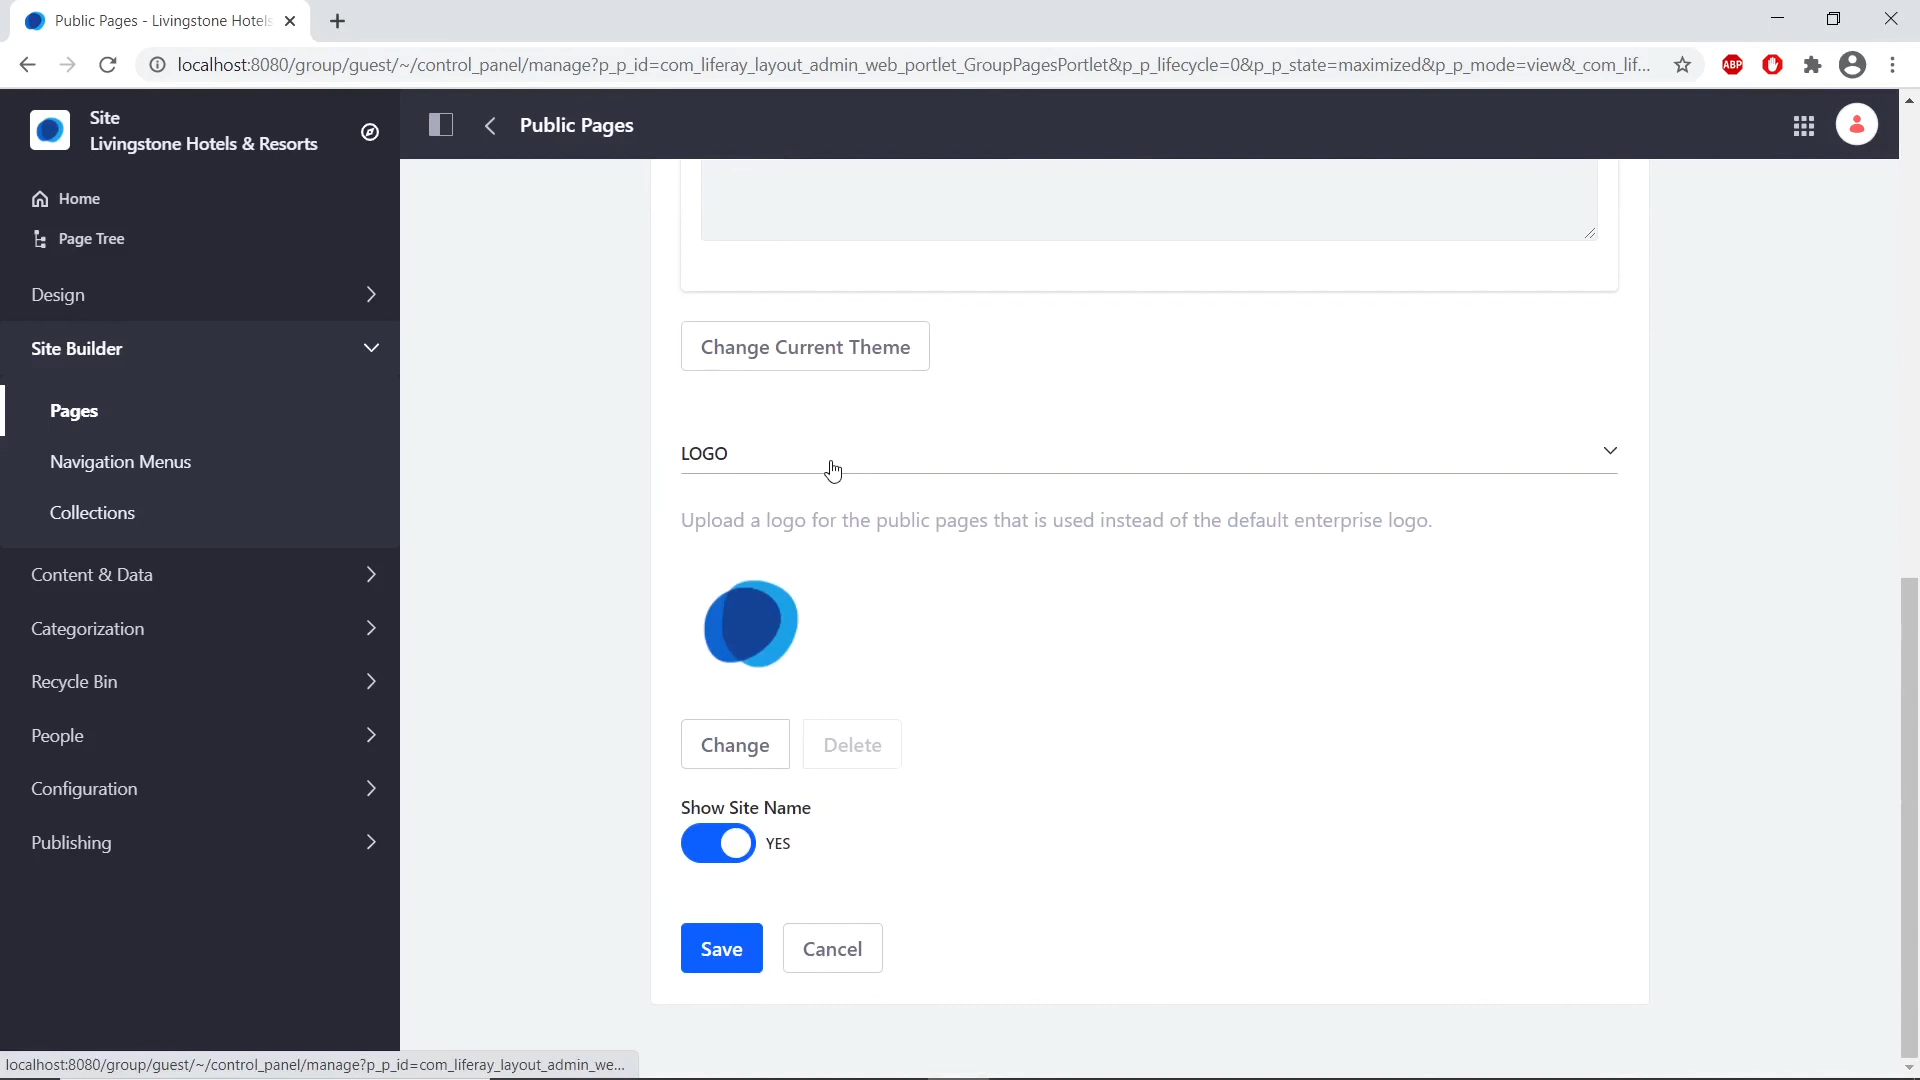 Public Pages - Livingstone Hotels
localhost:8080/group/guest/~/control_panel/manage?p_p_id=com_liferay_layout_admin_web_portlet_GroupPagesPortlet&p_p_lifecycle=0&p_p_state=maximized&p_p_mode=view&_com_lif...
ABP
Site
Livingstone Hotels & Resorts
Public Pages
Home
Page Tree
Design
Site Builder
Pages
Navigation Menus
Collections
Content & Data
Categorization
Recycle Bin
People
Configuration
Publishing
Change Current Theme
LOGO
Upload a logo for the public pages that is used instead of the default enterprise logo.
Change
Delete
Show Site Name
YES
Save
Cancel
localhost:8080/group/guest/~/control_panel/manage?p_p_id=com_liferay_layout_admin_we...